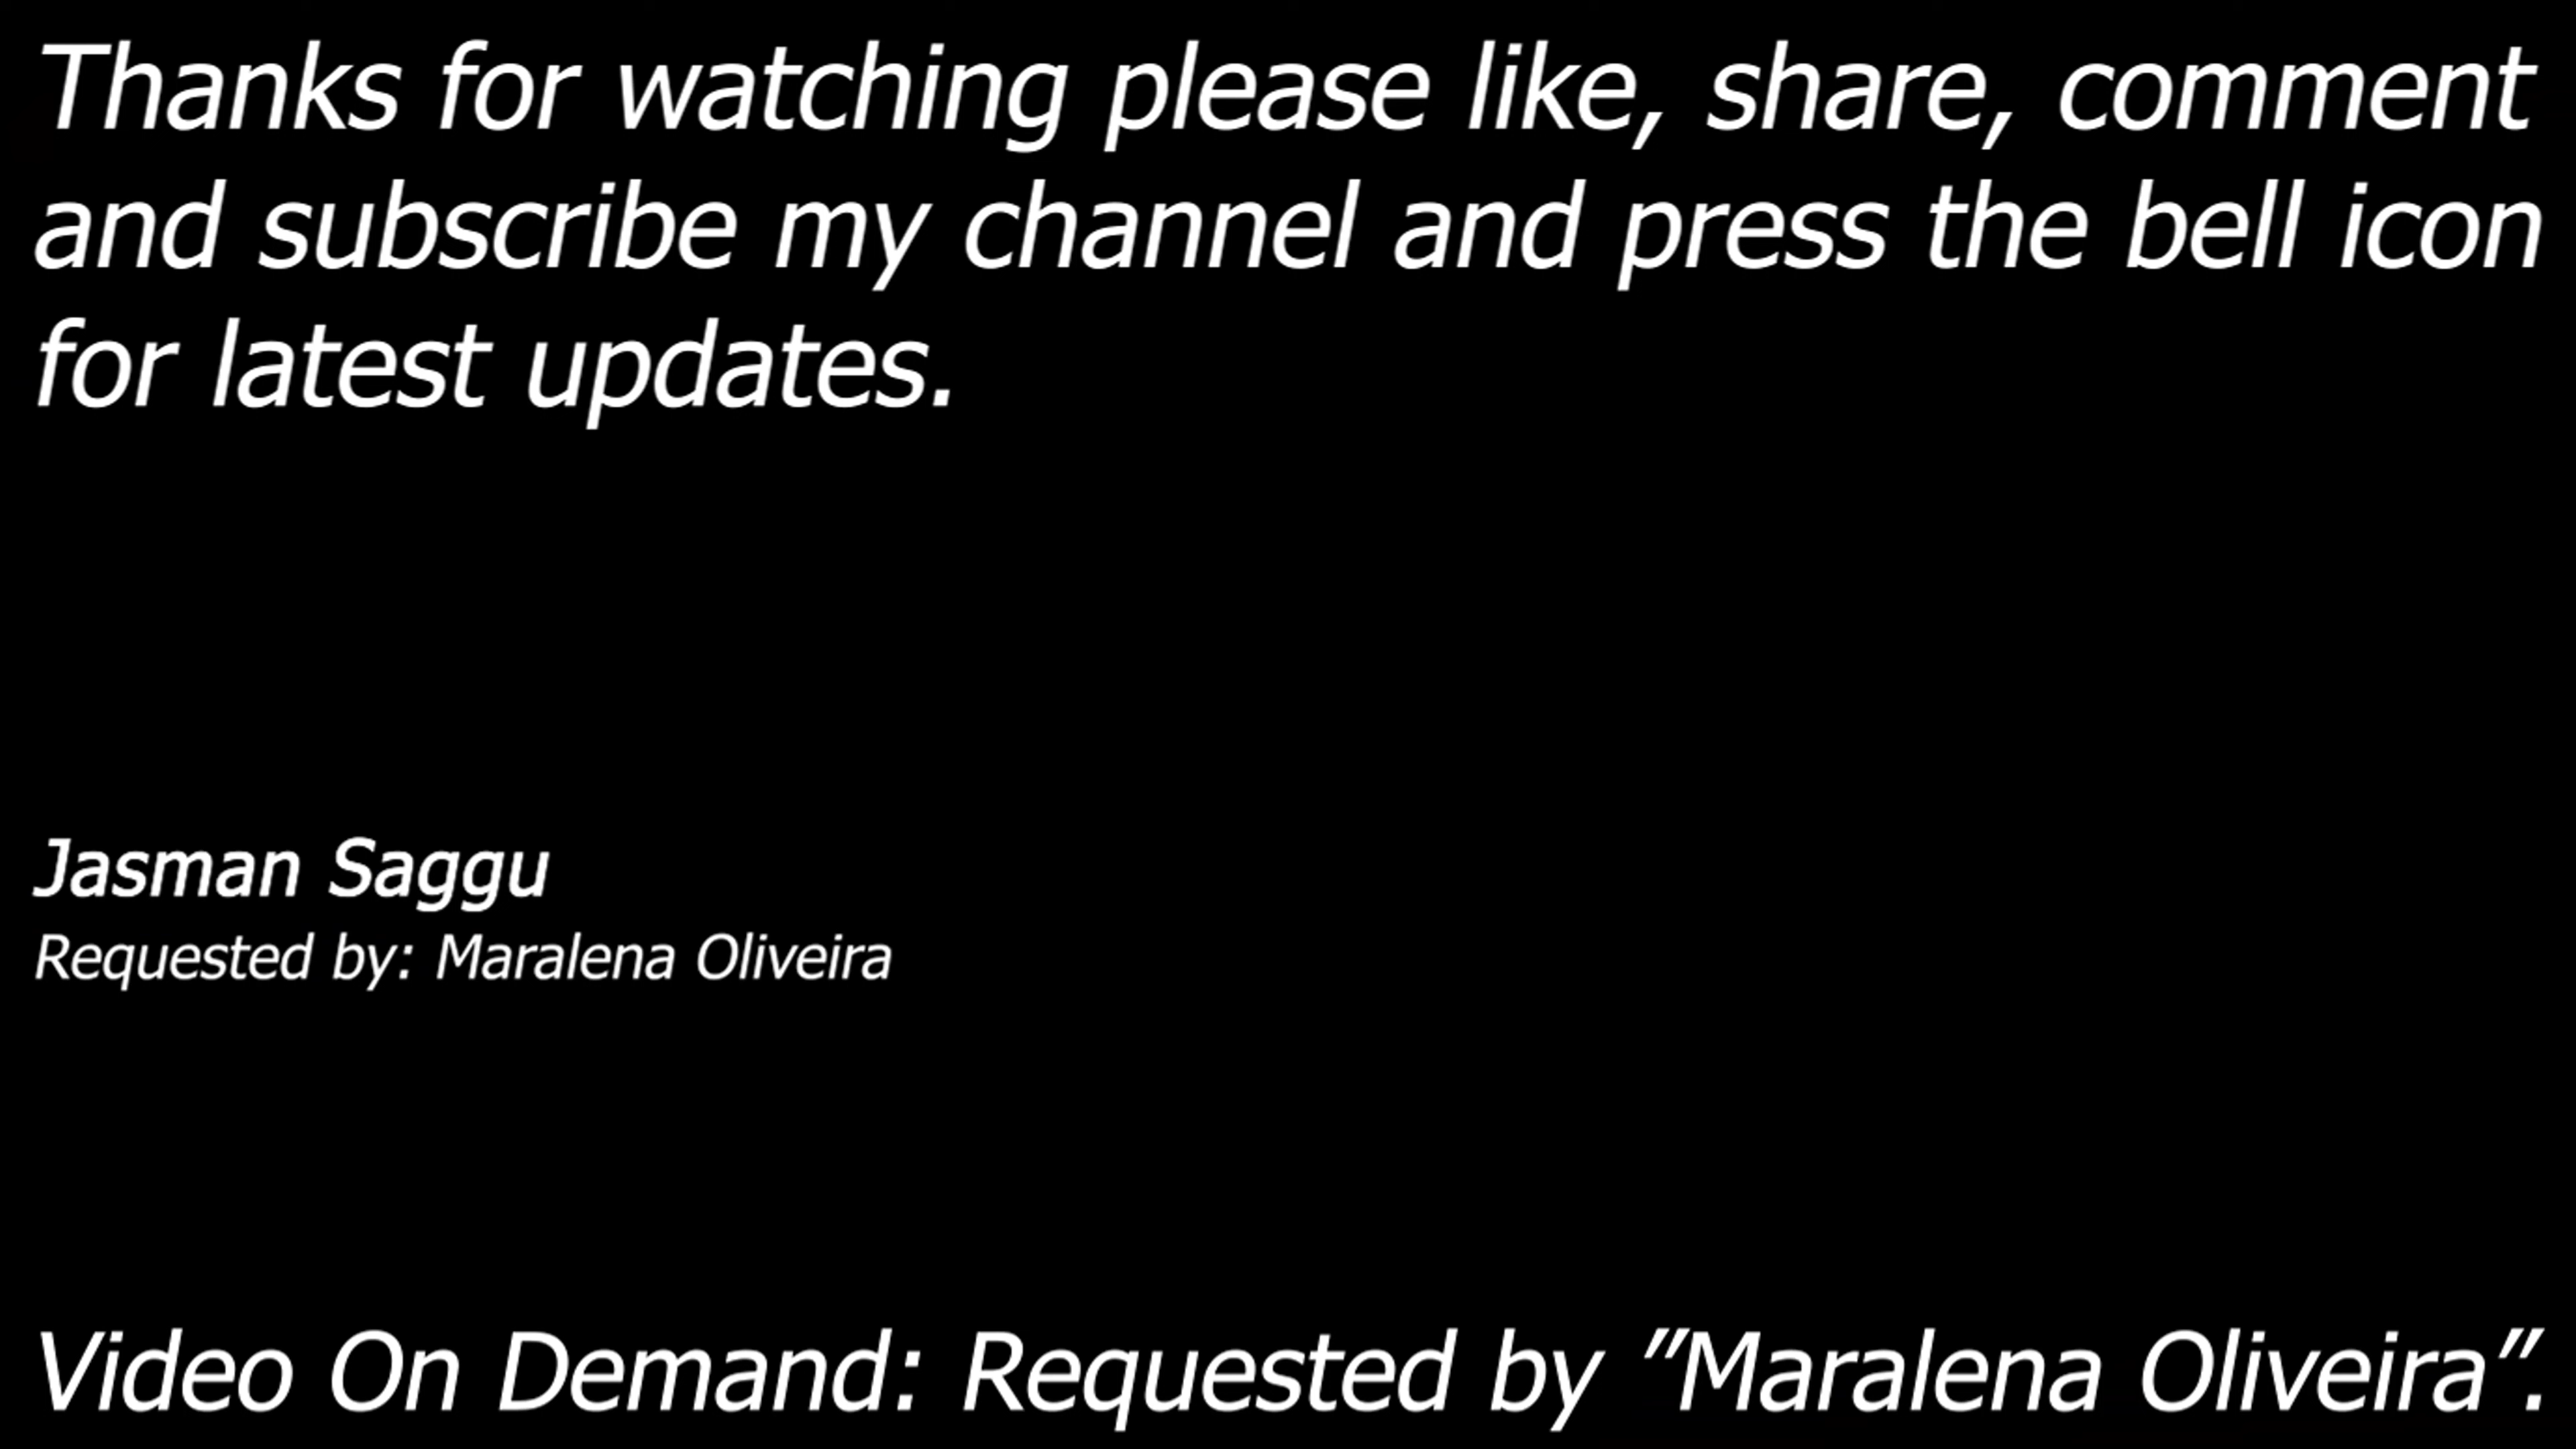 Thanks for watching please like, share, comment
and subscribe my channel and press the bell icon
for latest updates.
Jasman Saggu
Requested by: Maralena Oliveira
Video On Demand: Requested by ”Maralena Oliveira”.